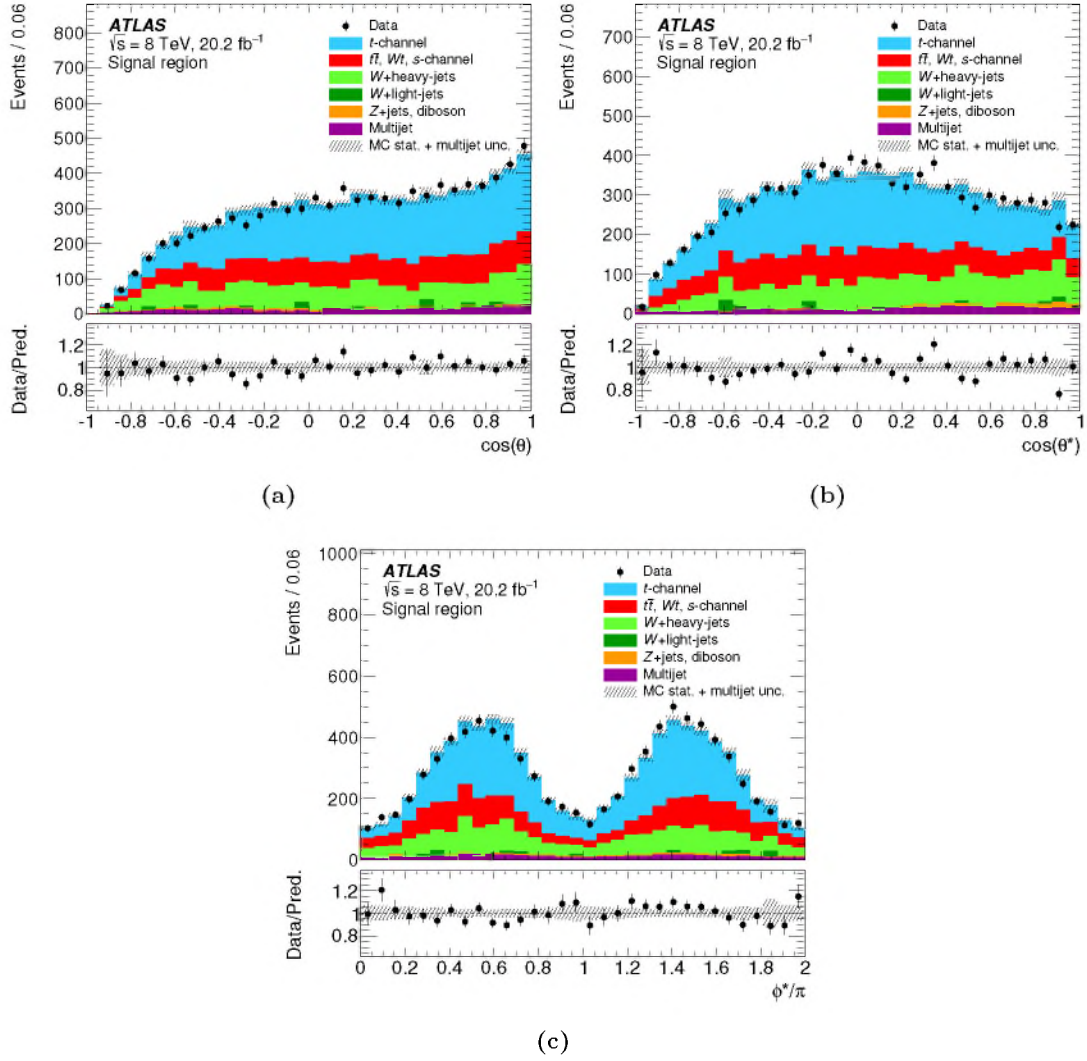 Events / 0.06
800
700
600
500
400
300
200
100
0
ATLAS
√s = 8 TeV, 20.2 fb⁻¹
Signal region
Data
t-channel
tt̄, Wt, s-channel
W+heavy-jets
W+light-jets
Z+jets, diboson
Multijet
MC stat. + multijet unc.
Data/Pred.
1.2
1
0.8
-1 -0.8 -0.6 -0.4 -0.2 0 0.2 0.4 0.6 0.8 1
cos(θ)
(a)
Events / 0.06
700
600
500
400
300
200
100
0
ATLAS
√s = 8 TeV, 20.2 fb⁻¹
Signal region
Data
t-channel
tt̄, Wt, s-channel
W+heavy-jets
W+light-jets
Z+jets, diboson
Multijet
MC stat. + multijet unc.
Data/Pred.
1.2
1
0.8
-1 -0.8 -0.6 -0.4 -0.2 0 0.2 0.4 0.6 0.8 1
cos(θ*)
(b)
Events / 0.06
1000
800
600
400
200
0
ATLAS
√s = 8 TeV, 20.2 fb⁻¹
Signal region
Data
t-channel
tt̄, Wt, s-channel
W+heavy-jets
W+light-jets
Z+jets, diboson
Multijet
MC stat. + multijet unc.
Data/Pred.
1.2
1
0.8
0 0.2 0.4 0.6 0.8 1 1.2 1.4 1.6 1.8 2
ϕ*/π
(c)